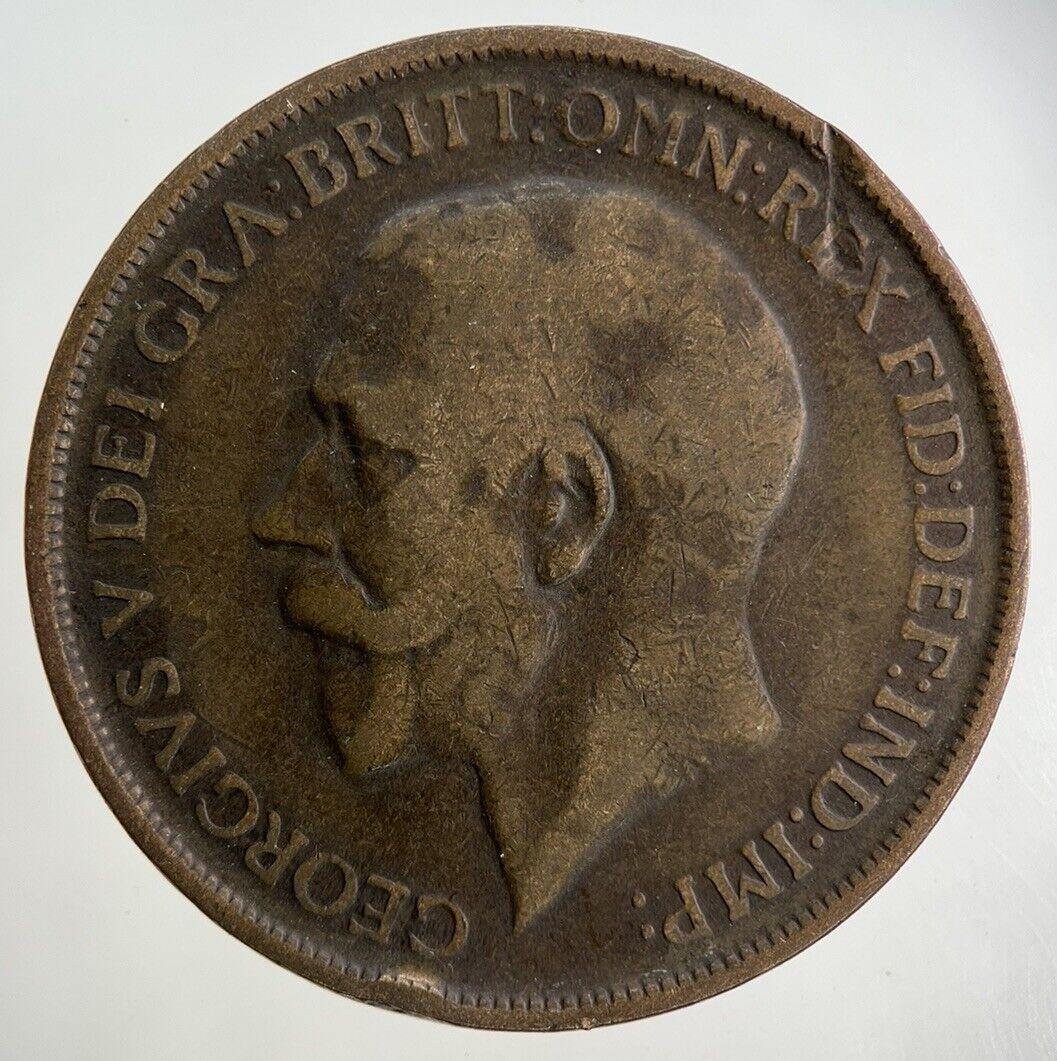 GEORGIVS V DEI GRA: BRITT: OMN: REX FID: DEF: IND: IMP: